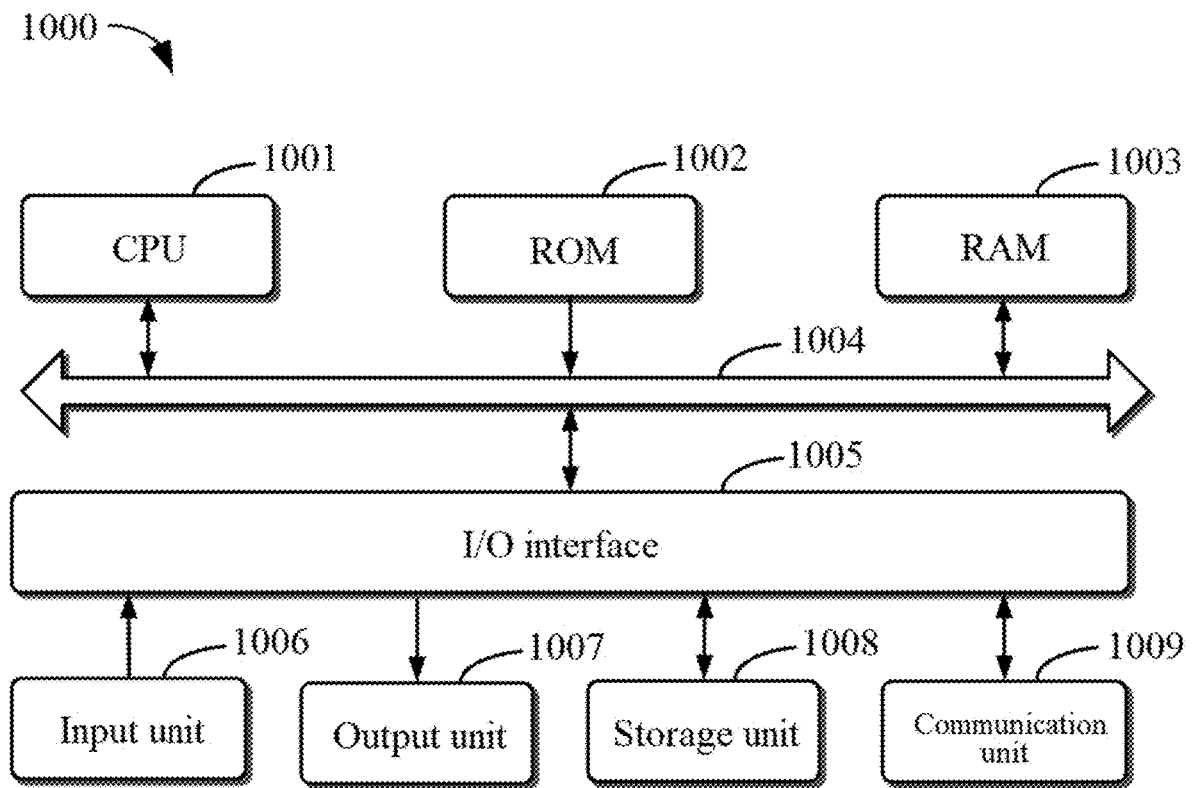 1000
1001
1002
1003
CPU
ROM
RAM
1004
1005
I/O interface
1006
1007
1008
1009
Input unit
Output unit
Storage unit
Communication
unit